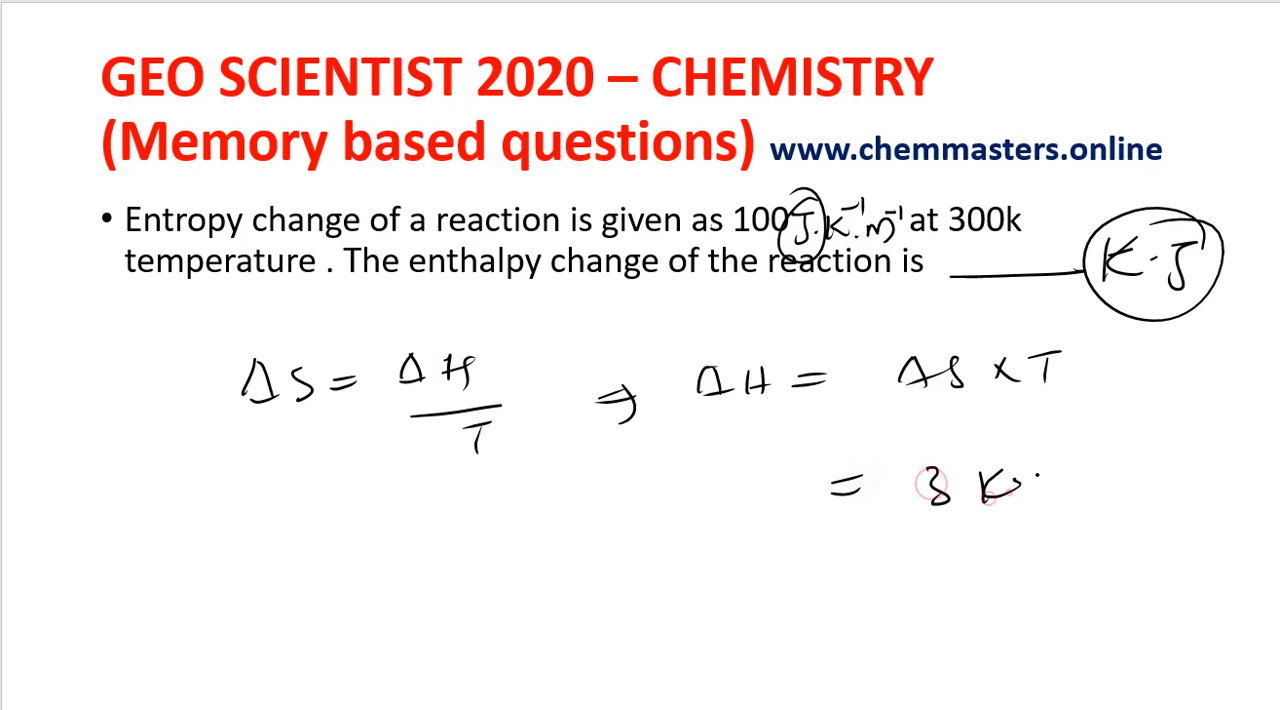 GEO SCIENTIST 2020 – CHEMISTRY
(Memory based questions) www.chemmasters.online
• Entropy change of a reaction is given as 100 J.K⁻¹.m⁻¹ at 300k
temperature . The enthalpy change of the reaction is ______ K.J
ΔS = ΔH/T ⇒ ΔH = ΔS × T
= 3